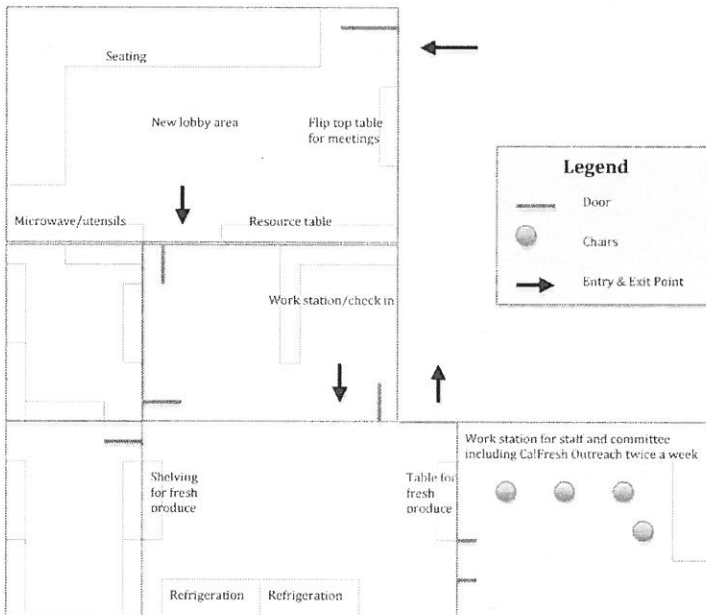 Seating
New lobby area
Flip top table
for meetings
Legend
Door
Chairs
Entry & Exit Point
Microwave/utensils
Resource table
Work station/check in
Work station for staff and committee
including CalFresh Outreach twice a week
Shelving
for fresh
produce
Table for
fresh
produce
Refrigeration
Refrigeration